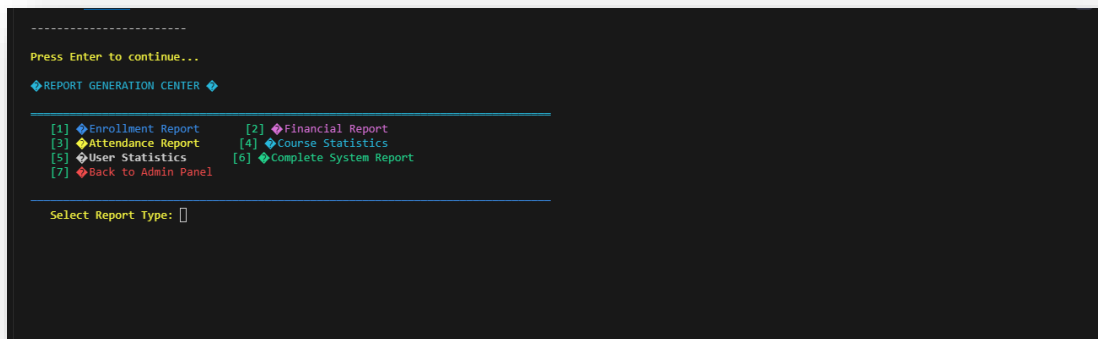 ------------------------
Press Enter to continue...
�REPORT GENERATION CENTER �
[1] �Enrollment Report [2] �Financial Report
[3] �Attendance Report [4] �Course Statistics
[5] �User Statistics [6] �Complete System Report
[7] �Back to Admin Panel
Select Report Type: